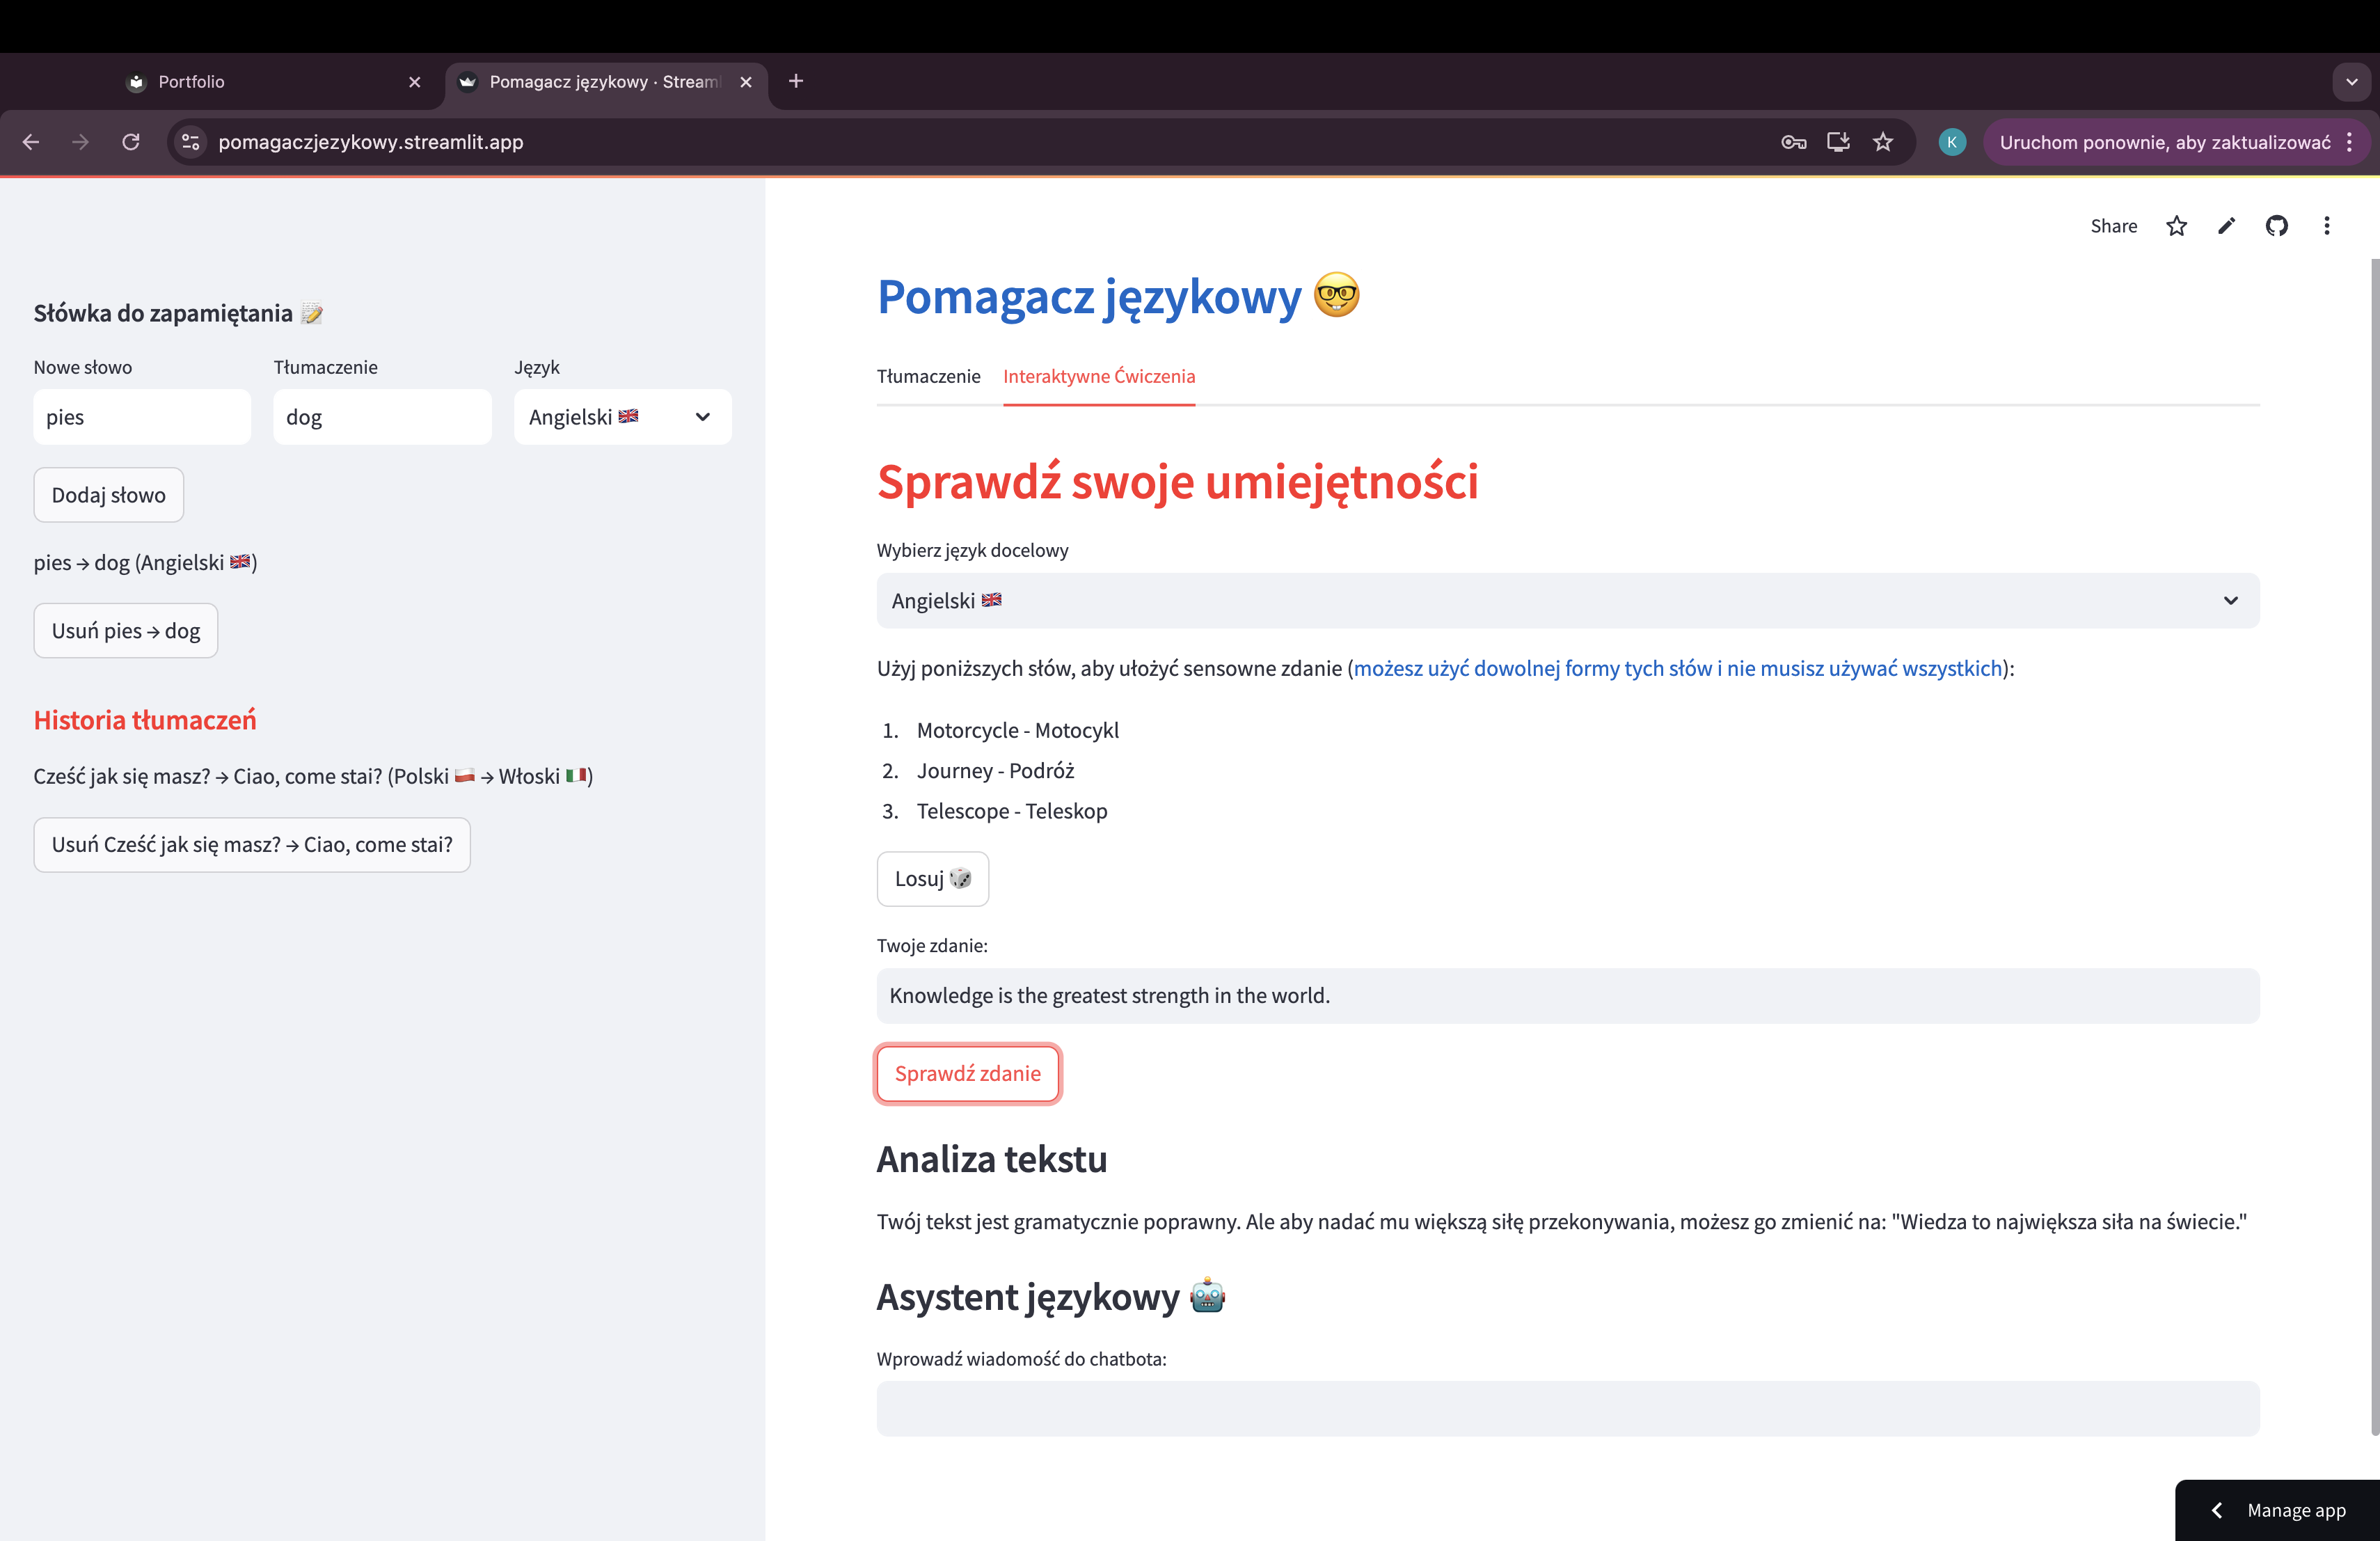 Portfolio
Pomagacz językowy · Streaml
pomagaczjezykowy.streamlit.app
K
Uruchom ponownie, aby zaktualizować
Share
Słówka do zapamiętania 📝
Nowe słowo Tłumaczenie Język
pies dog Angielski 🇬🇧
Dodaj słowo
pies → dog (Angielski 🇬🇧)
Usuń pies → dog
Historia tłumaczeń
Cześć jak się masz? → Ciao, come stai? (Polski 🇵🇱 → Włoski 🇮🇹)
Usuń Cześć jak się masz? → Ciao, come stai?
Pomagacz językowy 🤓
Tłumaczenie Interaktywne Ćwiczenia
Sprawdź swoje umiejętności
Wybierz język docelowy
Angielski 🇬🇧
Użyj poniższych słów, aby ułożyć sensowne zdanie (możesz użyć dowolnej formy tych słów i nie musisz używać wszystkich):
1. Motorcycle - Motocykl
2. Journey - Podróż
3. Telescope - Teleskop
Losuj 🎲
Twoje zdanie:
Knowledge is the greatest strength in the world.
Sprawdź zdanie
Analiza tekstu
Twój tekst jest gramatycznie poprawny. Ale aby nadać mu większą siłę przekonywania, możesz go zmienić na: "Wiedza to największa siła na świecie."
Asystent językowy 🤖
Wprowadź wiadomość do chatbota:
Manage app